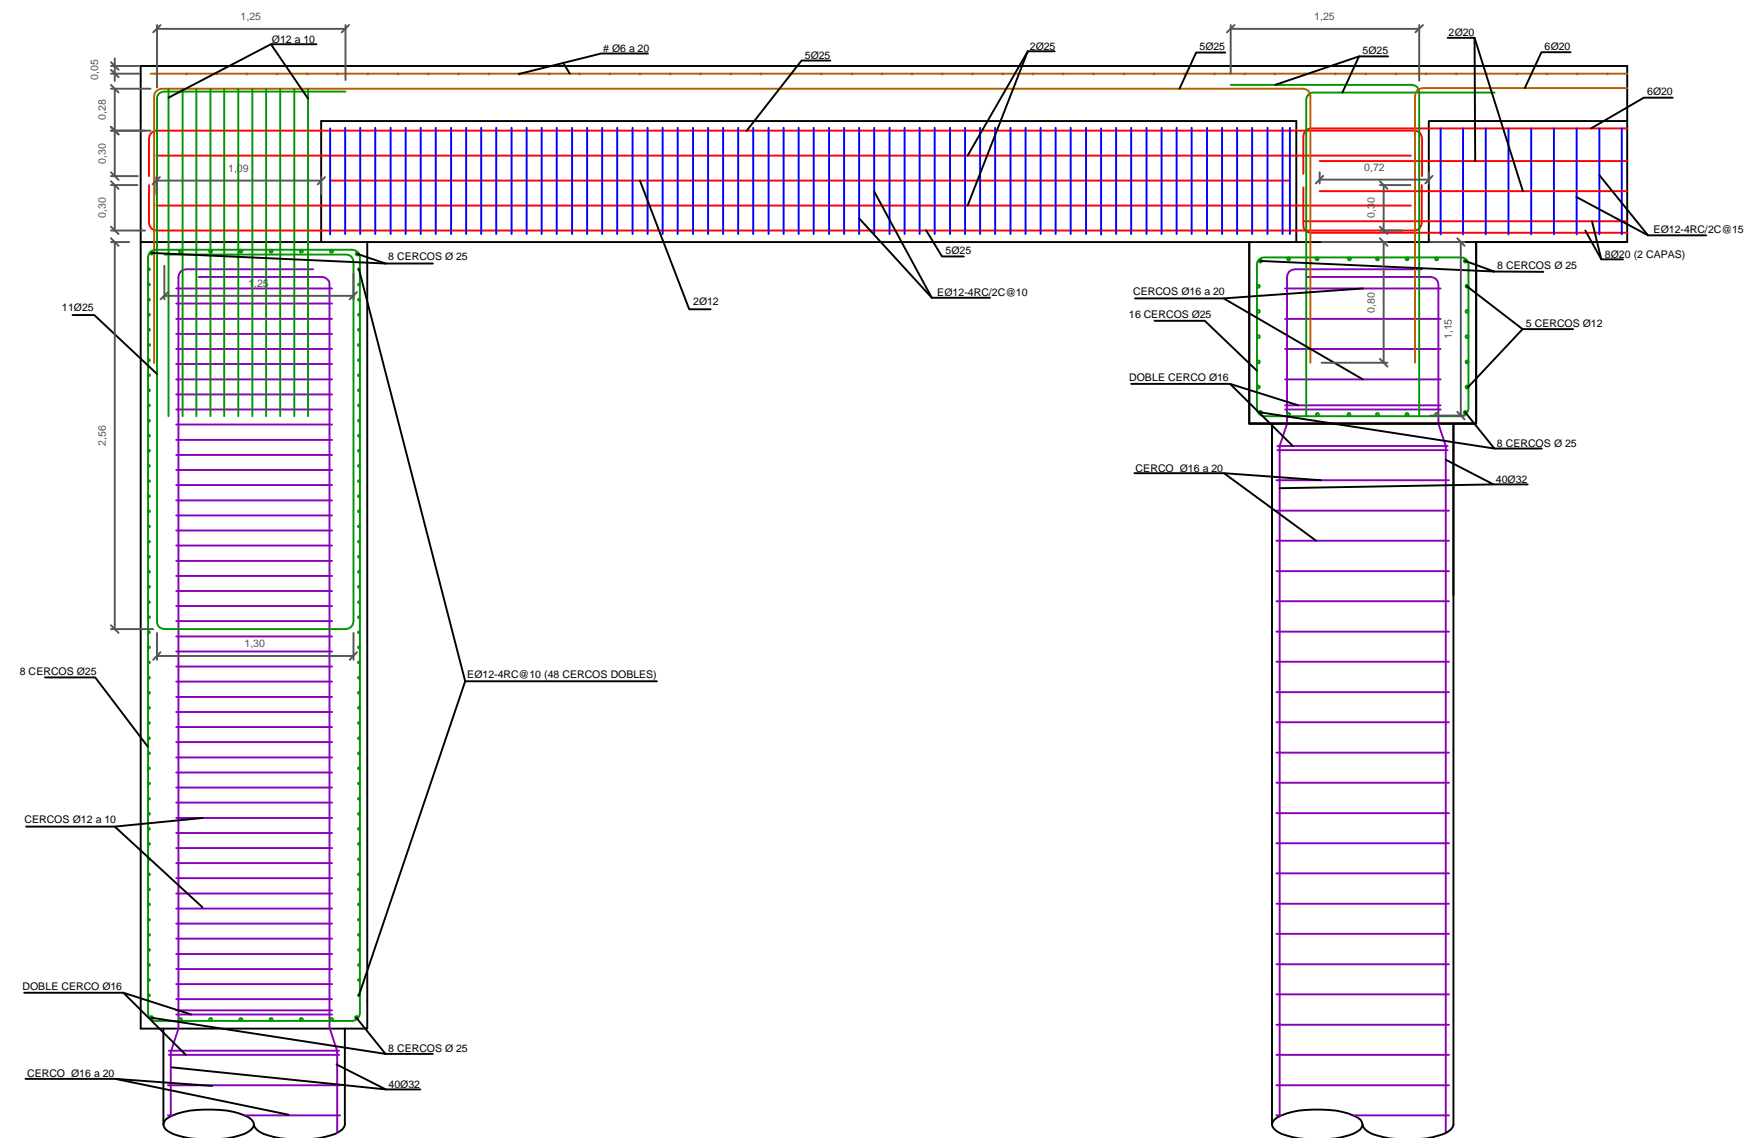 1,25
1,25
Ø12 a 10
# Ø6 a 20
5Ø25
2Ø25
5Ø25
5Ø25
2Ø20
6Ø20
0,05
0,28
0,30
0,30
6Ø20
1,09
0,72
0,30
EØ12-4RC/2C@15
8Ø20 (2 CAPAS)
8 CERCOS Ø 25
5Ø25
8 CERCOS Ø 25
1,25
EØ12-4RC/2C@10
CERCOS Ø16 a 20
0,80
11Ø25
2Ø12
16 CERCOS Ø25
1,15
5 CERCOS Ø12
DOBLE CERCO Ø16
2,56
8 CERCOS Ø 25
CERCO Ø16 a 20
40Ø32
1,30
8 CERCOS Ø25
EØ12-4RC@10 (48 CERCOS DOBLES)
CERCOS Ø12 a 10
DOBLE CERCO Ø16
8 CERCOS Ø 25
CERCO Ø16 a 20
40Ø32